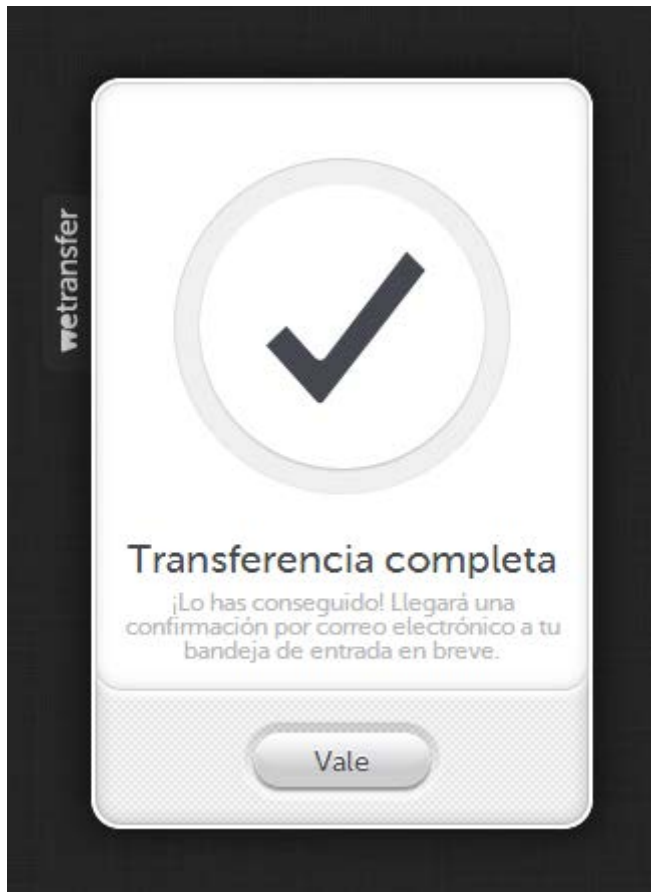 wetransfer
Transferencia completa
¡Lo has conseguido! Llegará una
confirmación por correo electrónico a tu
bandeja de entrada en breve.
Vale